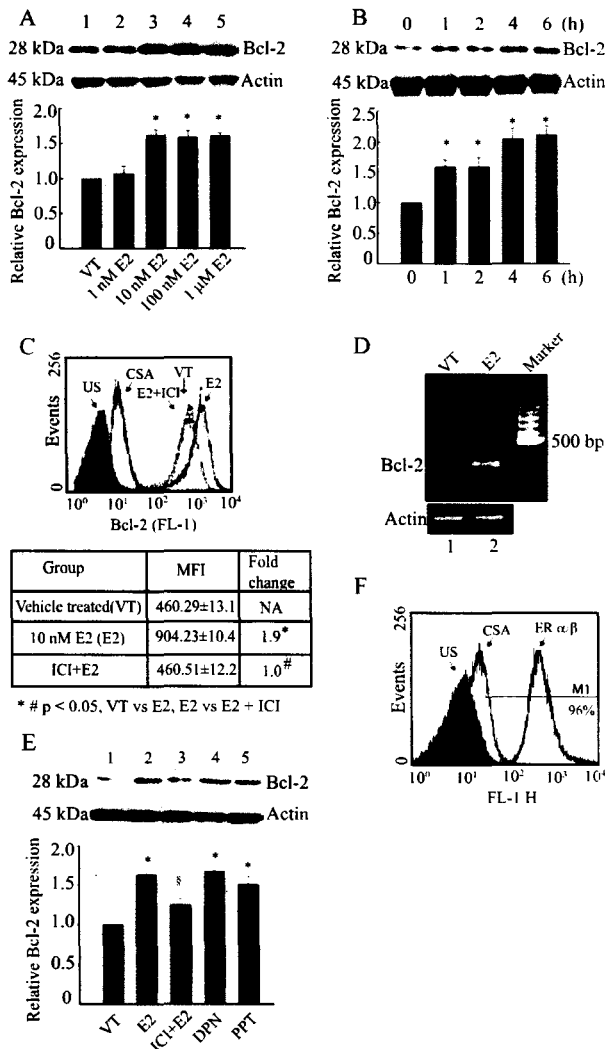 A
1 2 3 4 5
28 kDa Bcl-2
45 kDa Actin
Relative Bcl-2 expression
2.0
1.5
1.0
0.5
0
* * *
VT 1 nM E2 10 nM E2 100 nM E2 1 µM E2
B
0 1 2 4 6 (h)
28 kDa Bcl-2
45 kDa Actin
Relative Bcl-2 expression
2.5
2.0
1.5
1.0
0.5
0
* * * *
0 1 2 4 6 (h)
C
256
Events
0
US CSA VT E2+ICI E2
10⁰ 10¹ 10² 10³ 10⁴
Bcl-2 (FL-1)
Group MFI Fold change
Vehicle treated(VT) 460.29±13.1 NA
10 nM E2 (E2) 904.23±10.4 1.9*
ICI+E2 460.51±12.2 1.0#
* # p < 0.05, VT vs E2, E2 vs E2 + ICI
D
VT E2 Marker
500 bp
Bcl-2
Actin
1 2
E
1 2 3 4 5
28 kDa Bcl-2
45 kDa Actin
Relative Bcl-2 expression
2.0
1.5
1.0
0.5
0
* § * *
VT E2 ICI+E2 DPN PPT
F
256
Events
0
US CSA ER α/β
M1
96%
10⁰ 10¹ 10² 10³ 10⁴
FL-1 H